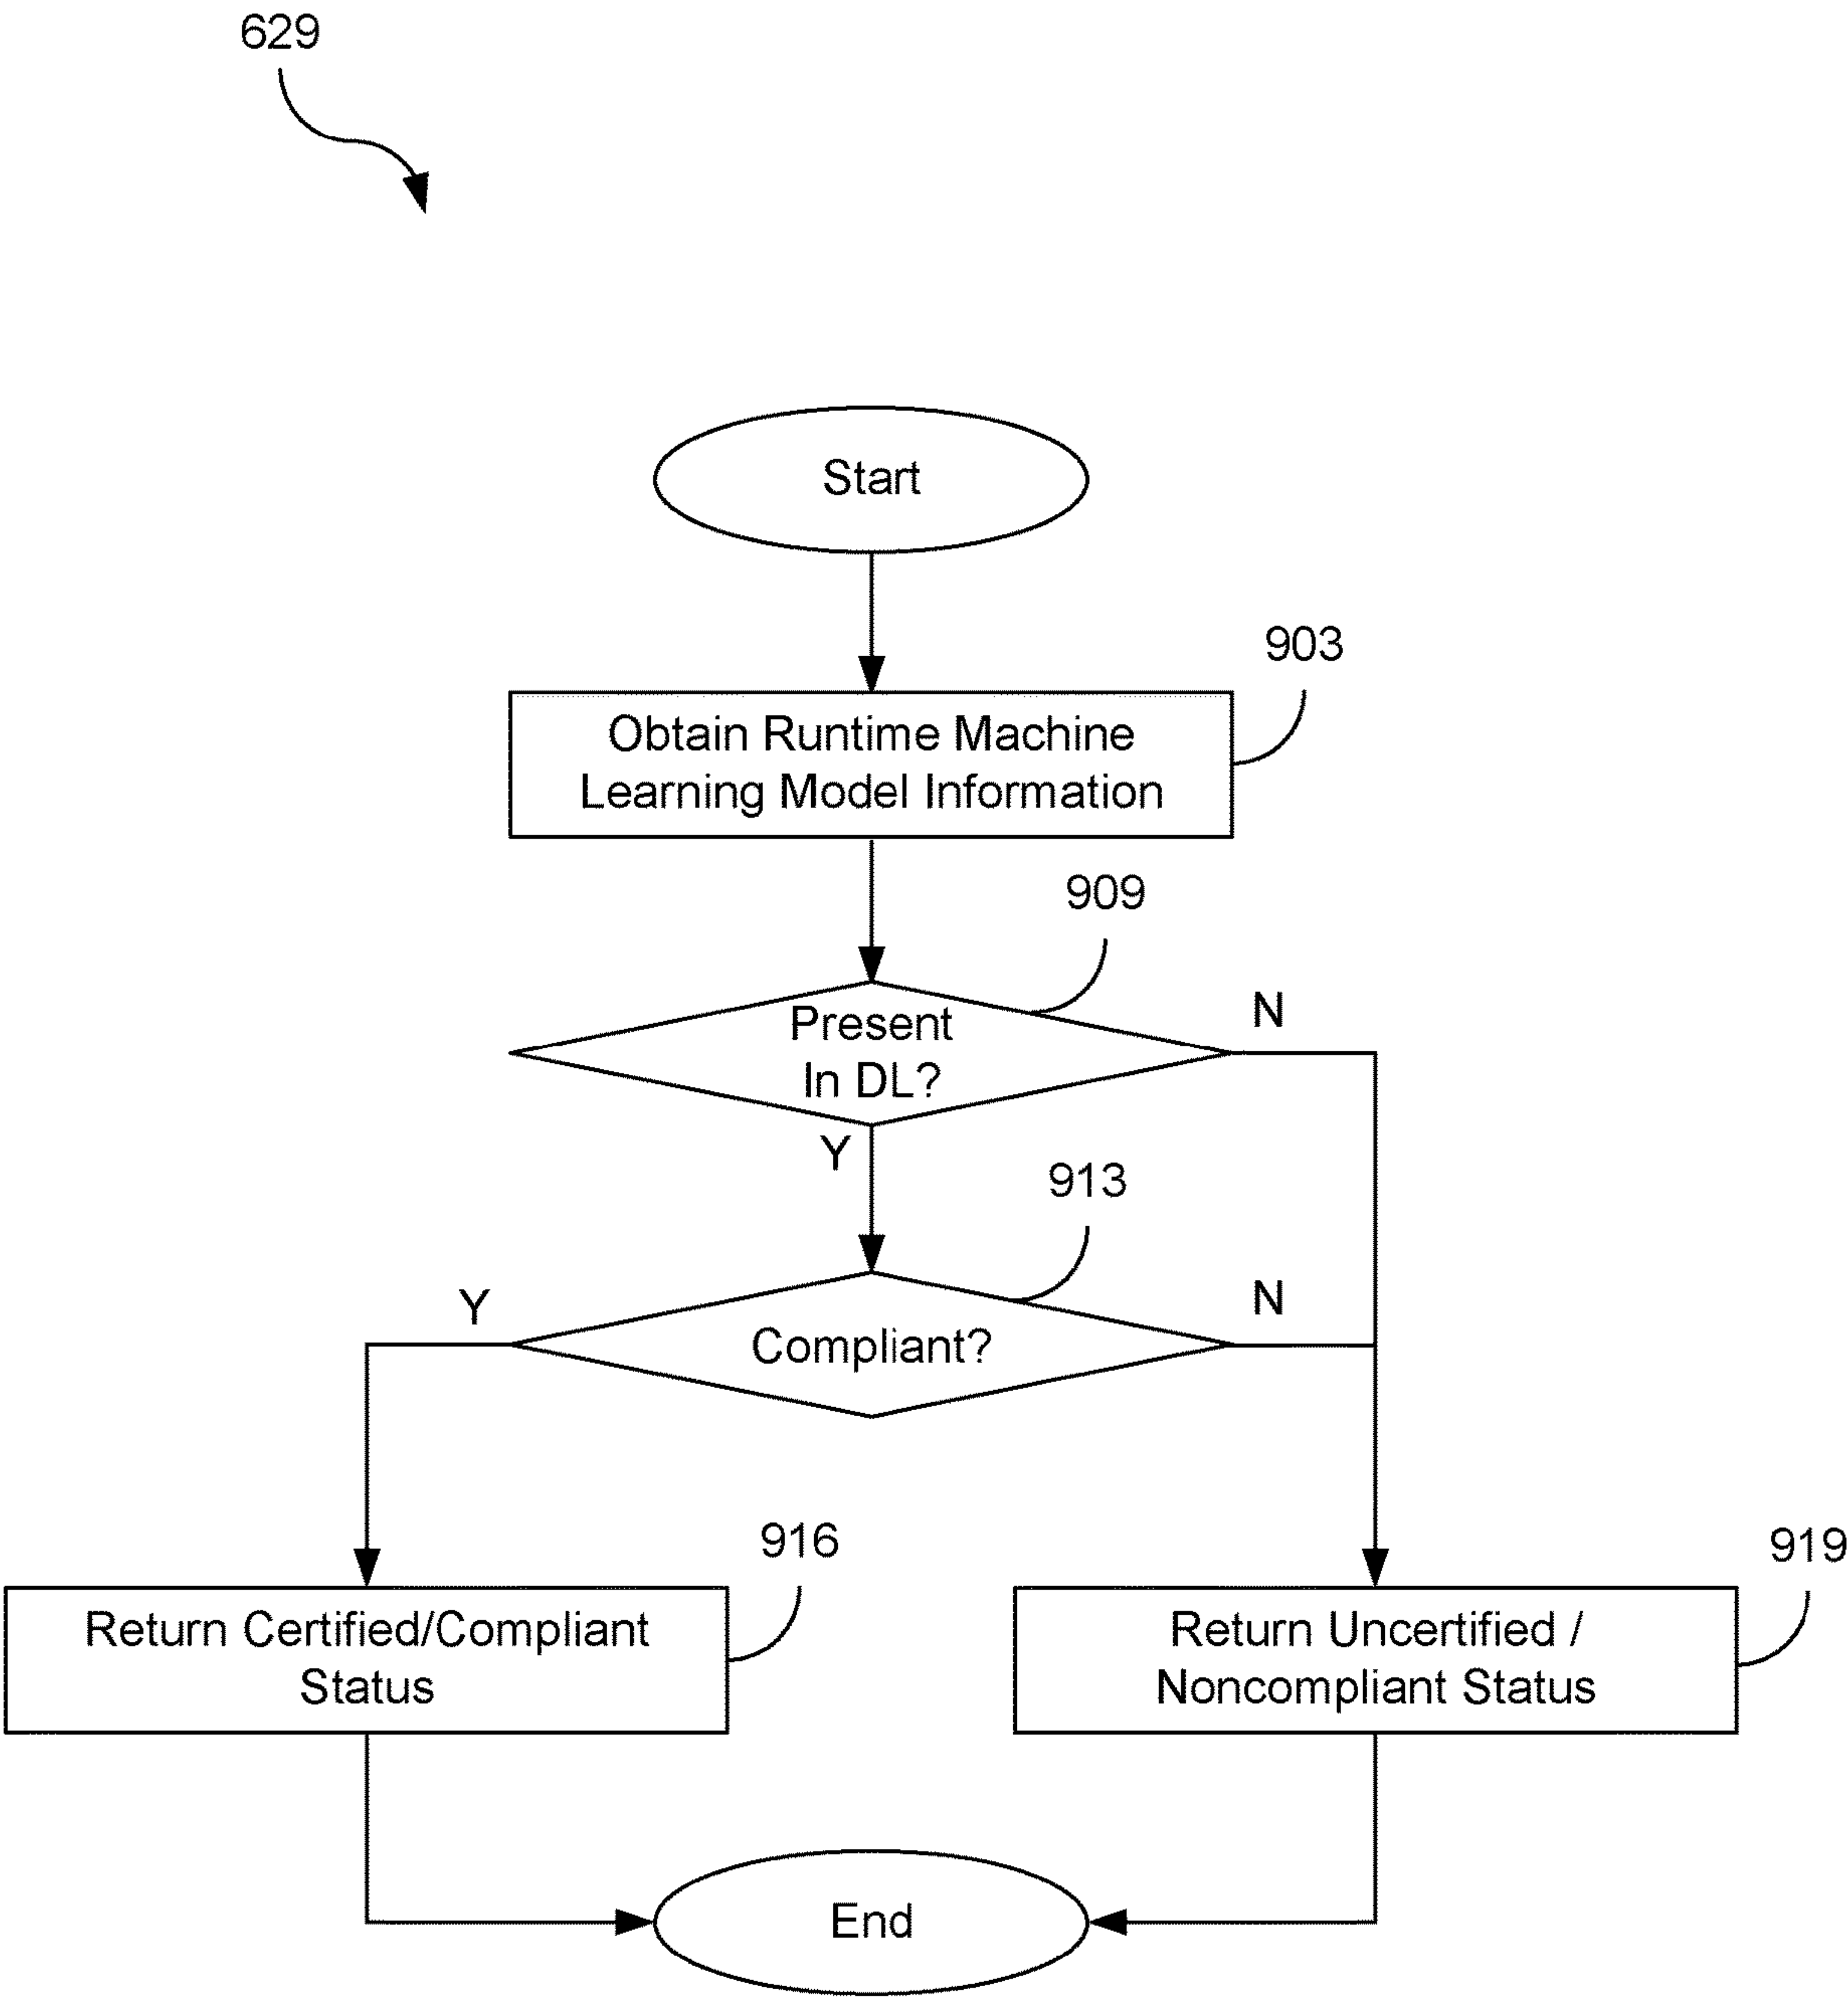 629
Start
903
Obtain Runtime Machine
Learning Model Information
909
Present
In DL?
N
Y
913
Y
Compliant?
N
916
Return Certified/Compliant
Status
919
Return Uncertified /
Noncompliant Status
End